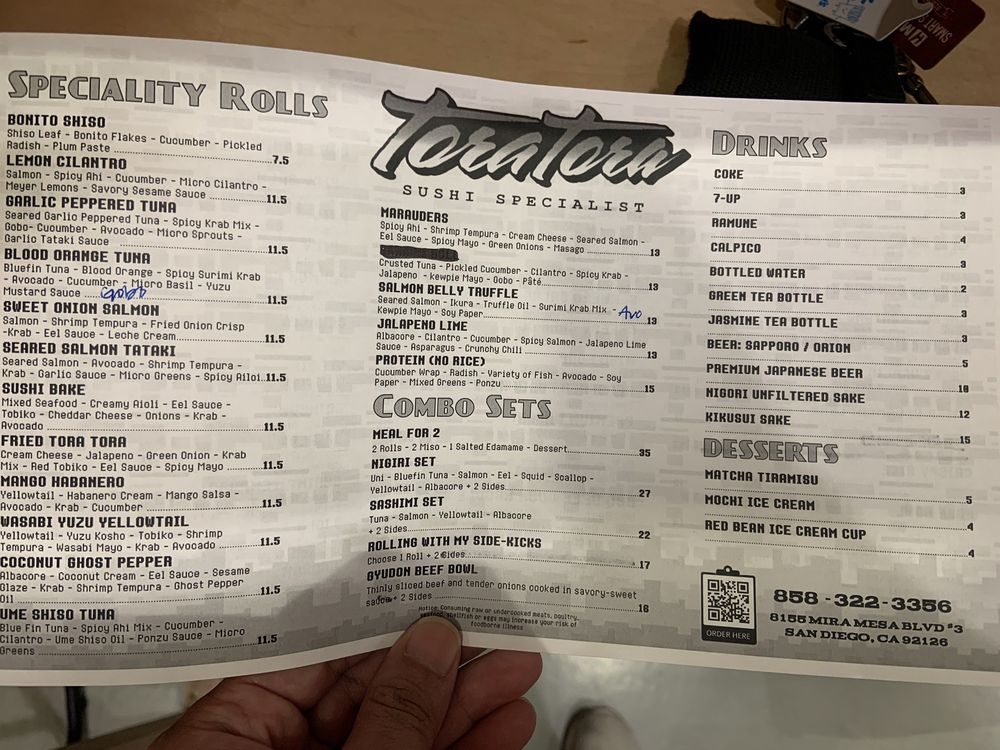 SPECIALITY ROLLS
BONITO SHISO
Shiso Leaf - Bonito Flakes - Cucumber - Pickled
Radish - Plum Paste 7.5
LEMON CILANTRO
Salmon - Spicy Ahi - Cucumber - Micro Cilantro -
Meyer Lemons - Savory Sesame Sauce 11.5
GARLIC PEPPERED TUNA
Seared Garlic Peppered Tuna - Spicy Krab Mix -
Gobo- Cucumber - Avocado - Micro Sprouts -
Garlic Tataki Sauce 11.5
BLOOD ORANGE TUNA
Bluefin Tuna - Blood Orange - Spicy Surimi Krab
- Avocado - Cucumber - Micro Basil - Yuzu
Mustard Sauce 11.5
SWEET ONION SALMON
Salmon - Shrimp Tempura - Fried Onion Crisp
-Krab - Eel Sauce - Leche Cream 11.5
SEARED SALMON TATAKI
Seared Salmon - Avocado - Shrimp Tempura -
Krab - Garlic Sauce - Micro Greens - Spicy Ailoi 11.5
SUSHI BAKE
Mixed Seafood - Creamy Aioli - Eel Sauce -
Tobiko - Cheddar Cheese - Onions - Krab -
Avocado 11.5
FRIED TORA TORA
Cream Cheese - Jalapeno - Green Onion - Krab
Mix - Red Tobiko - Eel Sauce - Spicy Mayo 11.5
MANGO HABANERO
Yellowtail - Habanero Cream - Mango Salsa -
Avocado - Krab - Cucumber 11.5
WASABI YUZU YELLOWTAIL
Yellowtail - Yuzu Kosho - Tobiko - Shrimp
Tempura - Wasabi Mayo - Krab - Avocado 11.5
COCONUT GHOST PEPPER
Albacore - Coconut Cream - Eel Sauce - Sesame
Glaze - Krab - Shrimp Tempura - Ghost Pepper
Oil 11.5
UME SHISO TUNA
Blue Fin Tuna - Spicy Ahi Mix - Cucumber -
Cilantro - Ume Shiso Oil - Ponzu Sauce - Micro
Greens 11.5
ToraTora
SUSHI SPECIALIST
MARAUDERS
Spicy Ahi - Shrimp Tempura - Cream Cheese - Seared Salmon -
Eel Sauce - Spicy Mayo - Green Onions - Masago 13
Crusted Tuna - Pickled Cucumber - Cilantro - Spicy Krab -
Jalapeno - kewpie Mayo - Gobo - Pâté 13
SALMON BELLY TRUFFLE
Seared Salmon - Ikura - Truffle Oil - Surimi Krab Mix - Avo
Kewpie Mayo - Soy Paper 13
JALAPENO LIME
Albacore - Cilantro - Cucumber - Spicy Salmon - Jalapeno Lime
Sauce - Asparagus - Crunchy Chili 13
PROTEIN (NO RICE)
Cucumber Wrap - Radish - Variety of Fish - Avocado - Soy
Paper - Mixed Greens - Ponzu 15
COMBO SETS
MEAL FOR 2
2 Rolls - 2 Miso - 1 Salted Edamame - Dessert 35
NIGIRI SET
Uni - Bluefin Tuna - Salmon - Eel - Squid - Scallop -
Yellowtail - Albacore + 2 Sides 27
SASHIMI SET
Tuna - Salmon - Yellowtail - Albacore
+ 2 Sides 22
ROLLING WITH MY SIDE-KICKS
Choose 1 Roll + 2 Sides 17
GYUDON BEEF BOWL
Thinly sliced beef and tender onions cooked in savory-sweet
sauce + 2 Sides 16
Notice: Consuming raw or undercooked meats, poultry,
seafood, shellfish or eggs may increase your risk of
foodborne illness
DRINKS
COKE 3
7-UP 3
RAMUNE 4
CALPICO 3
BOTTLED WATER 2
GREEN TEA BOTTLE 3
JASMINE TEA BOTTLE 3
BEER: SAPPORO / ORION 5
PREMIUM JAPANESE BEER 10
NIGORI UNFILTERED SAKE 12
KIKUSUI SAKE 15
DESSERTS
MATCHA TIRAMISU 5
MOCHI ICE CREAM 4
RED BEAN ICE CREAM CUP 4
ORDER HERE
858-322-3356
8155 MIRA MESA BLVD #3
SAN DIEGO, CA 92126